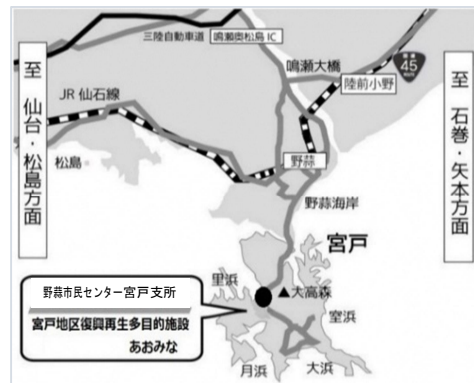 三陸自動車道
鳴瀬奥松島 IC
鳴瀬大橋
国道
45
陸前小野
至 仙台・松島方面
至 石巻・矢本方面
JR 仙石線
松島
野蒜
野蒜海岸
宮戸
里浜
▲大高森
室浜
大浜
月浜
野蒜市民センター宮戸支所
宮戸地区復興再生多目的施設
あおみな